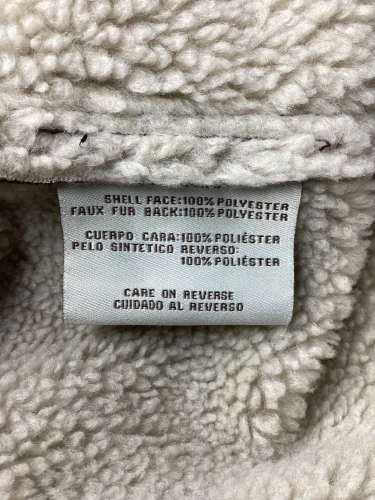 SHELL FACE:100% POLYESTER
FAUX FUR BACK:100% POLYESTER
CUERPO CARA:100% POLIÉSTER
PELO SINTÉTICO REVERSO:
100% POLIÉSTER
CARE ON REVERSE
CUIDADO AL REVERSO